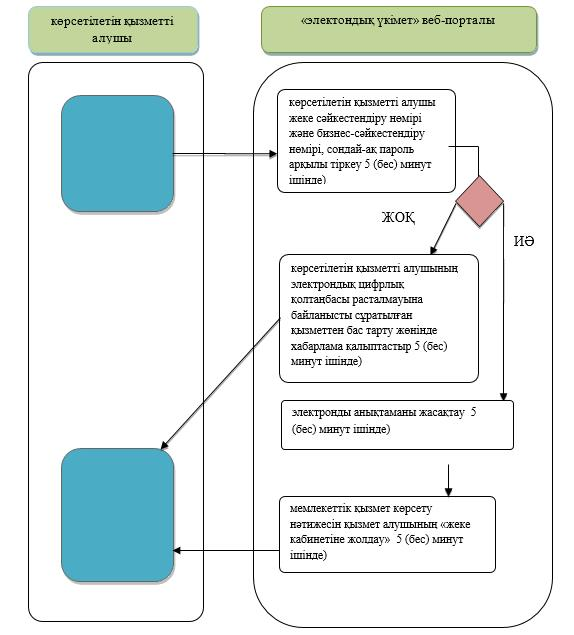 көрсетілетін қызметті
алушы
«электондық үкімет» веб-порталы
көрсетілетін қызметті алушы
жеке сәйкестендіру нөмірі
және бизнес-сәйкестендіру
нөмірі, сондай-ақ пароль
арқылы тіркеу 5 (бес) минут
ішінде)
ЖОҚ
ИӘ
көрсетілетін қызметті алушының
электрондық цифрлық
қолтаңбасы расталмауына
байланысты сұратылған
қызметтен бас тарту жөнінде
хабарлама қалыптастыр 5 (бес)
минут ішінде)
электронды анықтаманы жасақтау 5
(бес) минут ішінде)
мемлекеттік қызмет көрсету
нәтижесін қызмет алушының «жеке
кабинетіне жолдау» 5 (бес) минут
ішінде)